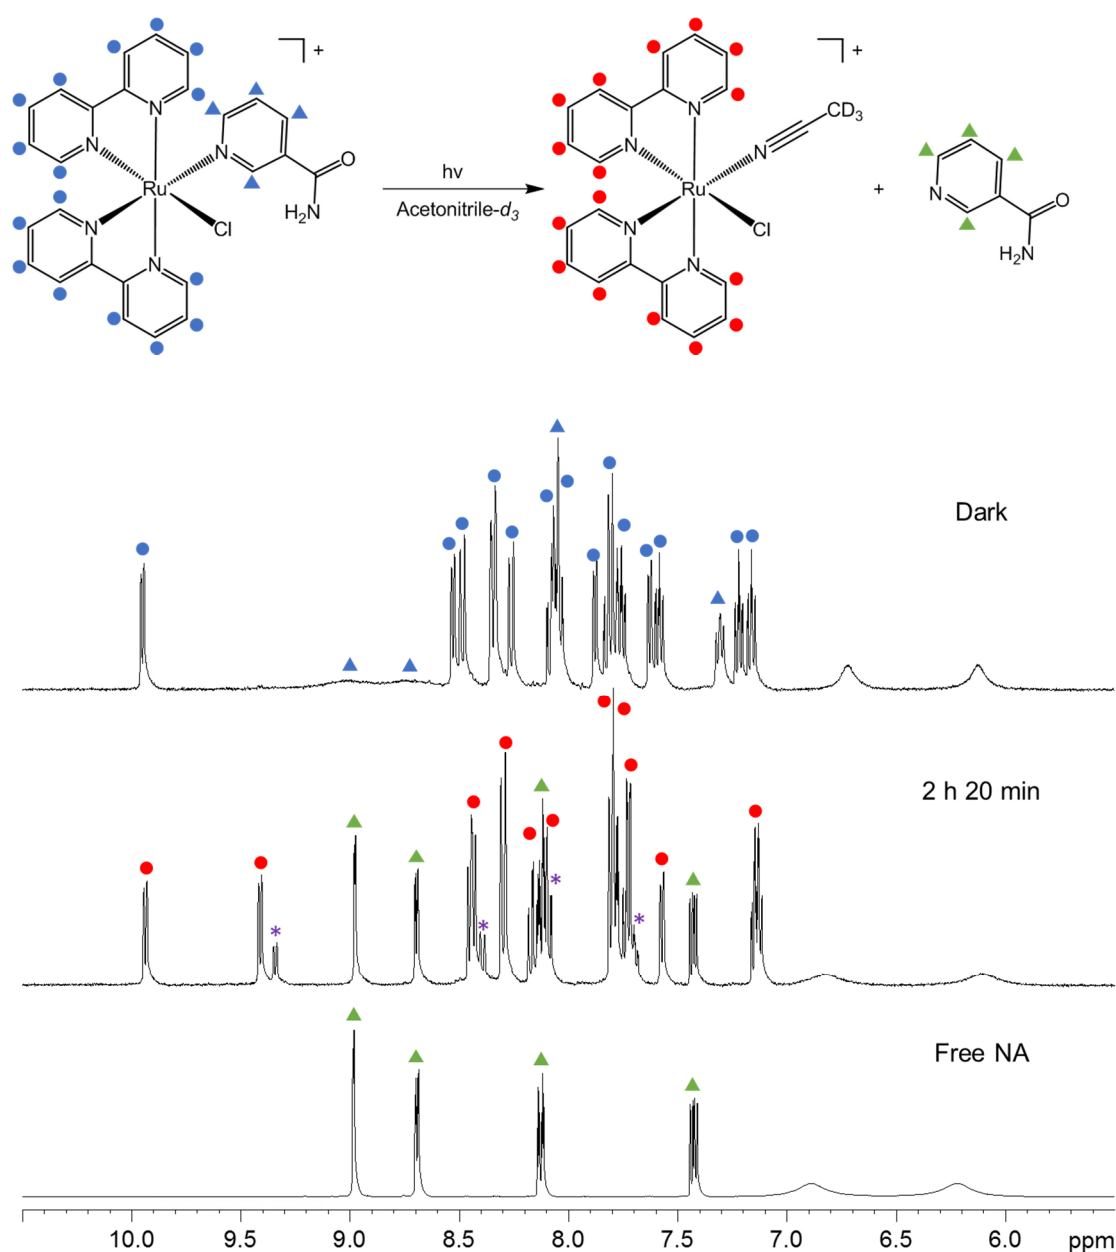 +
+
N
N
N
N
CD₃
N
N
N
O
N
Ru
hν
Ru
+
N
O
H₂N
Acetonitrile-d₃
N
Cl
N
Cl
H₂N
N
N
Dark
2 h 20 min
*
*
*
*
Free NA
10.0 9.5 9.0 8.5 8.0 7.5 7.0 6.5 6.0 ppm